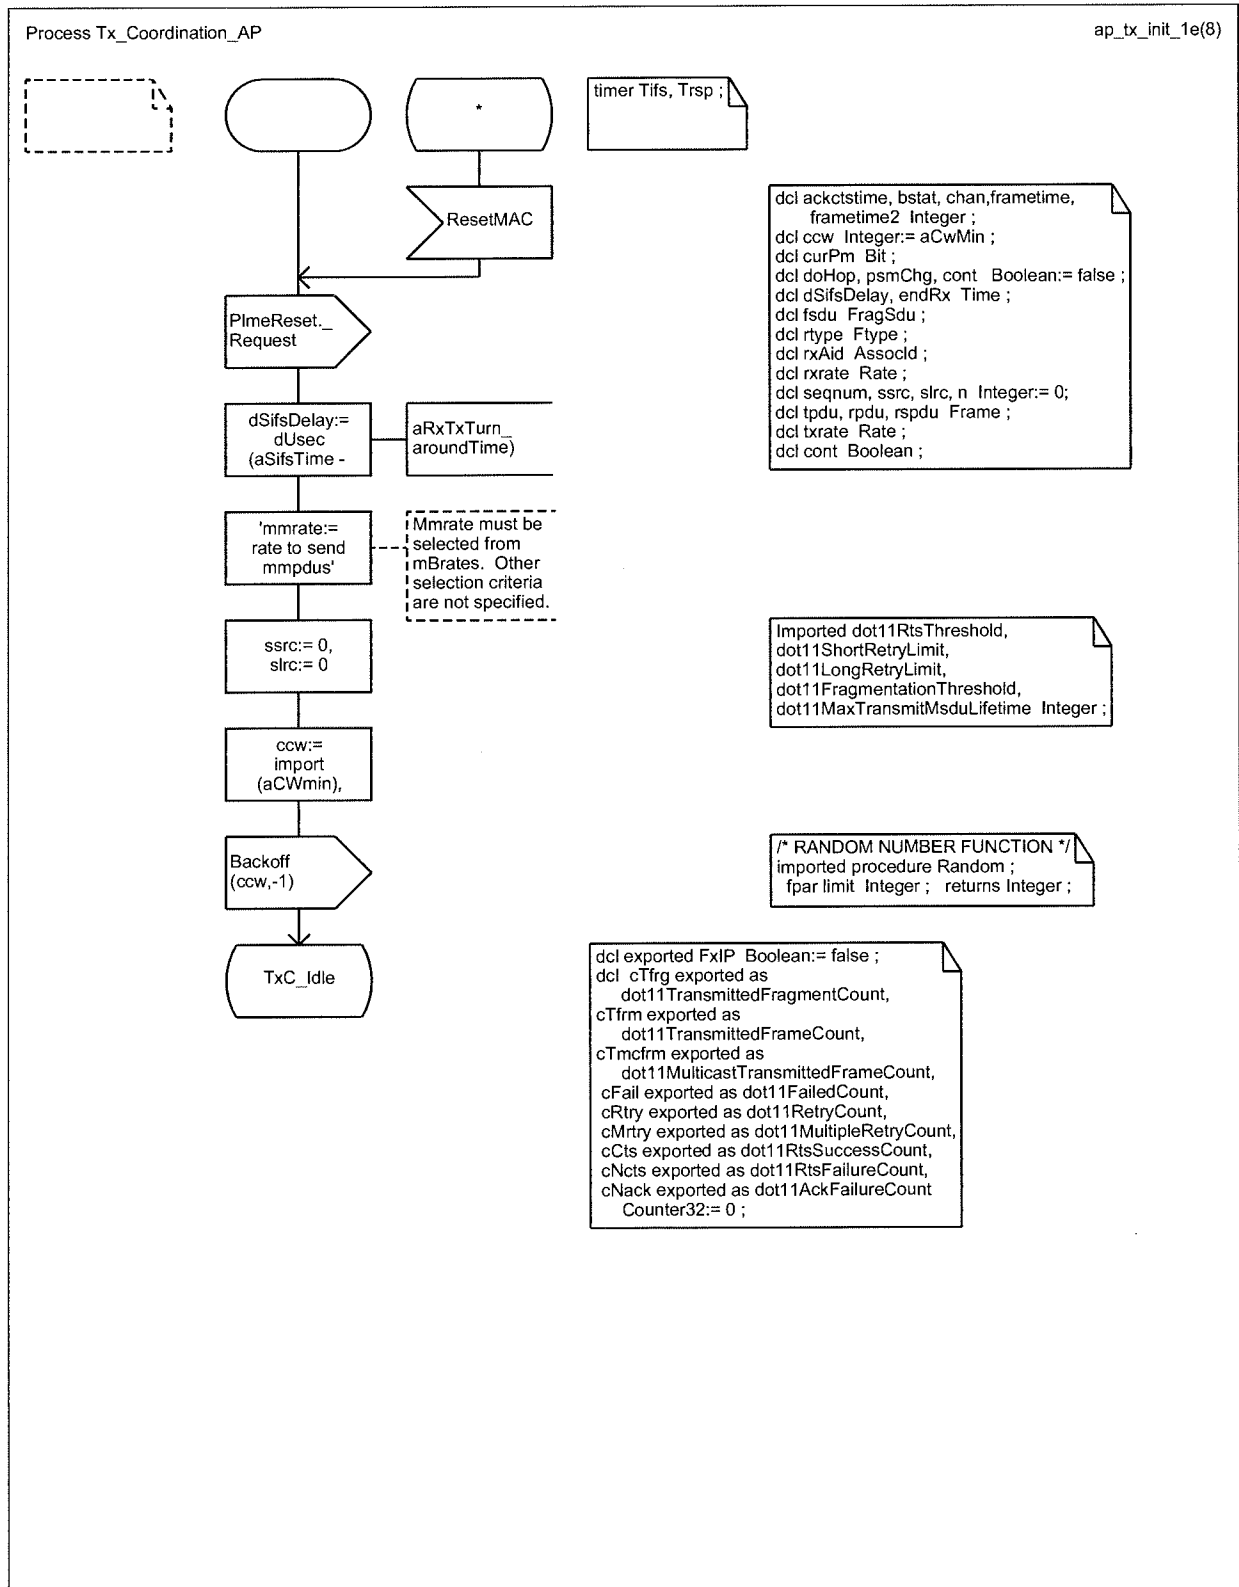 Process Tx_Coordination_AP
ap_tx_init_1e(8)
*
timer Tifs, Trsp ;
ResetMAC
PlmeReset._
Request
dSifsDelay:=
dUsec
(aSifsTime -
aRxTxTurn_
aroundTime)
'mmrate:=
rate to send
mmpdus'
Mmrate must be
selected from
mBrates.  Other
selection criteria
are not specified.
ssrc:= 0,
slrc:= 0
ccw:=
import
(aCWmin),
Backoff
(ccw,-1)
TxC_Idle
dcl ackctstime, bstat, chan,frametime,
frametime2  Integer ;
dcl ccw  Integer:= aCwMin ;
dcl curPm  Bit ;
dcl doHop, psmChg, cont   Boolean:= false ;
dcl dSifsDelay, endRx  Time ;
dcl fsdu  FragSdu ;
dcl rtype  Ftype ;
dcl rxAid  AssocId ;
dcl rxrate  Rate ;
dcl seqnum, ssrc, slrc, n  Integer:= 0;
dcl tpdu, rpdu, rspdu  Frame ;
dcl txrate  Rate ;
dcl cont  Boolean ;
Imported dot11RtsThreshold,
dot11ShortRetryLimit,
dot11LongRetryLimit,
dot11FragmentationThreshold,
dot11MaxTransmitMsduLifetime  Integer ;
/* RANDOM NUMBER FUNCTION */
imported procedure Random ;
fpar limit  Integer ;   returns Integer ;
dcl exported FxIP  Boolean:= false ;
dcl  cTfrg exported as
dot11TransmittedFragmentCount,
cTfrm exported as
dot11TransmittedFrameCount,
cTmcfrm exported as
dot11MulticastTransmittedFrameCount,
cFail exported as dot11FailedCount,
cRtry exported as dot11RetryCount,
cMrtry exported as dot11MultipleRetryCount,
cCts exported as dot11RtsSuccessCount,
cNcts exported as dot11RtsFailureCount,
cNack exported as dot11AckFailureCount
Counter32:= 0 ;